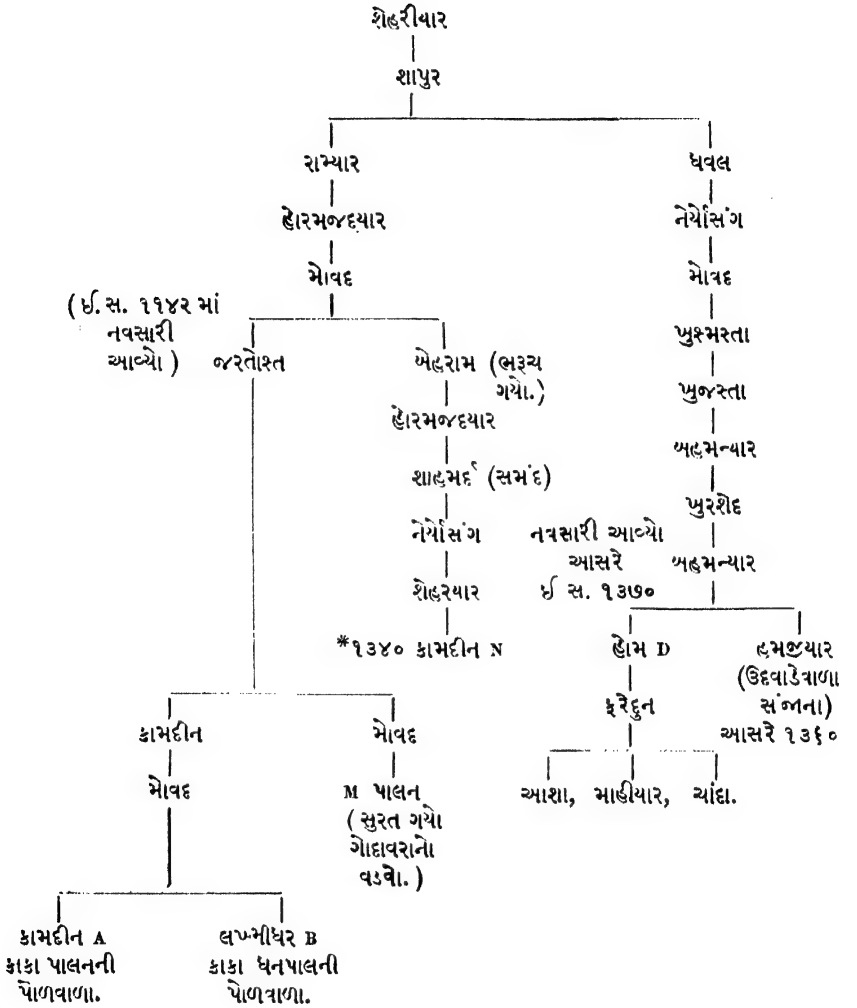 શેહરીયાર
શાપુર
રામ્યાર ધવલ
હોરમજદયાર નેર્યોસંગ
મોવદ મોવદ
(ઈ.સ. ૧૧૪૨ માં
નવસારી ખુશ્મસ્તા
આવ્યો) જરતોસ્ત બેહરામ (ભરૂચ
ગયો.) ખુજસ્તા
હોરમજદયાર
બહમન્યાર
શાહમર્દ (સમંદ)
ખુરશેદ
નેર્યોસંગ નવસારી આવ્યો
આસરે બહમન્યાર
શેહરયાર ઈ સ. ૧૩૭૦
*૧૩૪૦ કામદીન N હોમ D હમજીયાર
(ઉદવાડેવાળા
ફરેદુન સંજાના)
કામદીન મોવદ આસરે ૧૩૬૦
મોવદ M પાલન આશા, માહીયાર, ચાંદા.
(સુરત ગયો
ગોદાવરાનો
વડવો.)
કામદીન A લખ્મીધર B
કાકા પાલનની કાકા ધનપાલની
પોળવાળા. પોળવાળા.